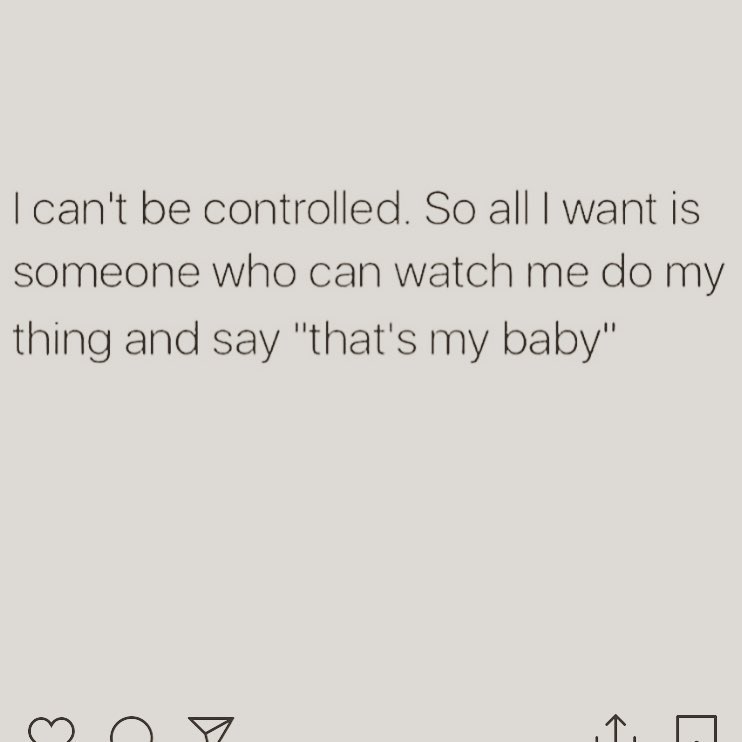 I can't be controlled. So all I want is
someone who can watch me do my
thing and say "that's my baby"